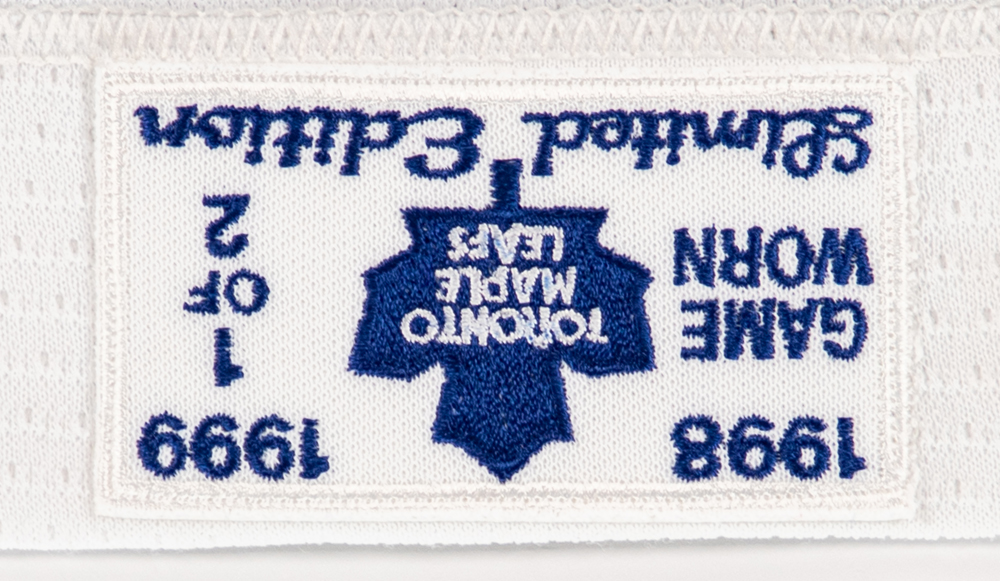 1998
1999
GAME
WORN
TORONTO
MAPLE
LEAFS
1
OF
2
Limited Edition